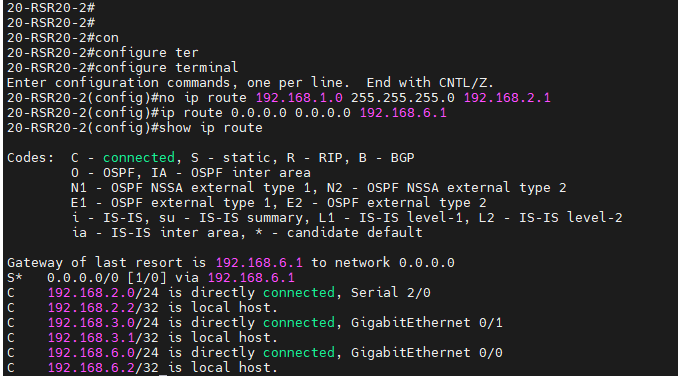 20-RSR20-2#
20-RSR20-2#
20-RSR20-2#con
20-RSR20-2#configure ter
20-RSR20-2#configure terminal
Enter configuration commands, one per line.  End with CNTL/Z.
20-RSR20-2(config)#no ip route 192.168.1.0 255.255.255.0 192.168.2.1
20-RSR20-2(config)#ip route 0.0.0.0 0.0.0.0 192.168.6.1
20-RSR20-2(config)#show ip route

Codes:  C - connected, S - static, R - RIP, B - BGP
        O - OSPF, IA - OSPF inter area
        N1 - OSPF NSSA external type 1, N2 - OSPF NSSA external type 2
        E1 - OSPF external type 1, E2 - OSPF external type 2
        i - IS-IS, su - IS-IS summary, L1 - IS-IS level-1, L2 - IS-IS level-2
        ia - IS-IS inter area, * - candidate default

Gateway of last resort is 192.168.6.1 to network 0.0.0.0
S*   0.0.0.0/0 [1/0] via 192.168.6.1
C    192.168.2.0/24 is directly connected, Serial 2/0
C    192.168.2.2/32 is local host.
C    192.168.3.0/24 is directly connected, GigabitEthernet 0/1
C    192.168.3.1/32 is local host.
C    192.168.6.0/24 is directly connected, GigabitEthernet 0/0
C    192.168.6.2/32 is local host.